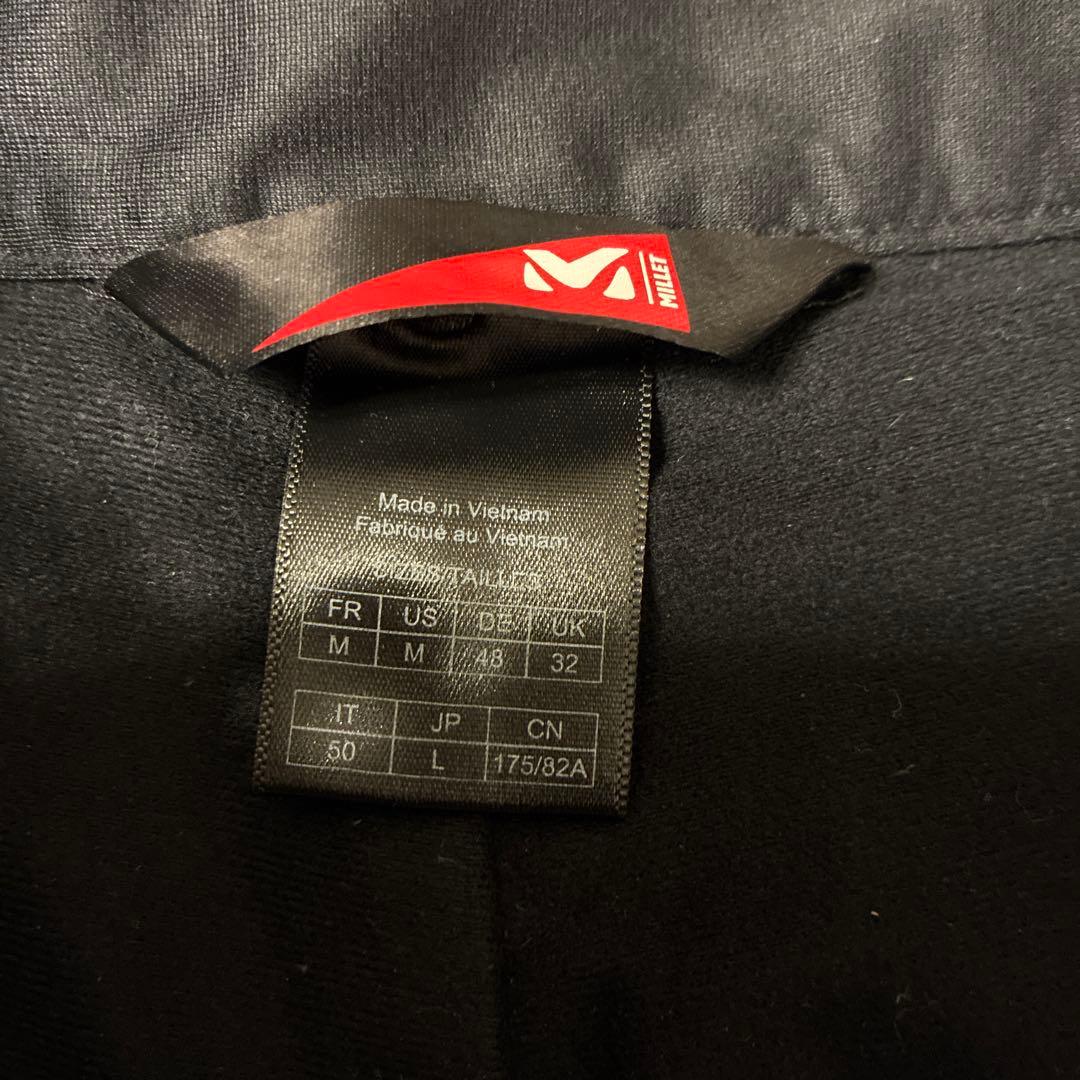 MILLET
Made in Vietnam
Fabriqué au Vietnam
SIZES/TAILLES
FR US DE UK
M M 48 32
IT JP CN
50 L 175/82A